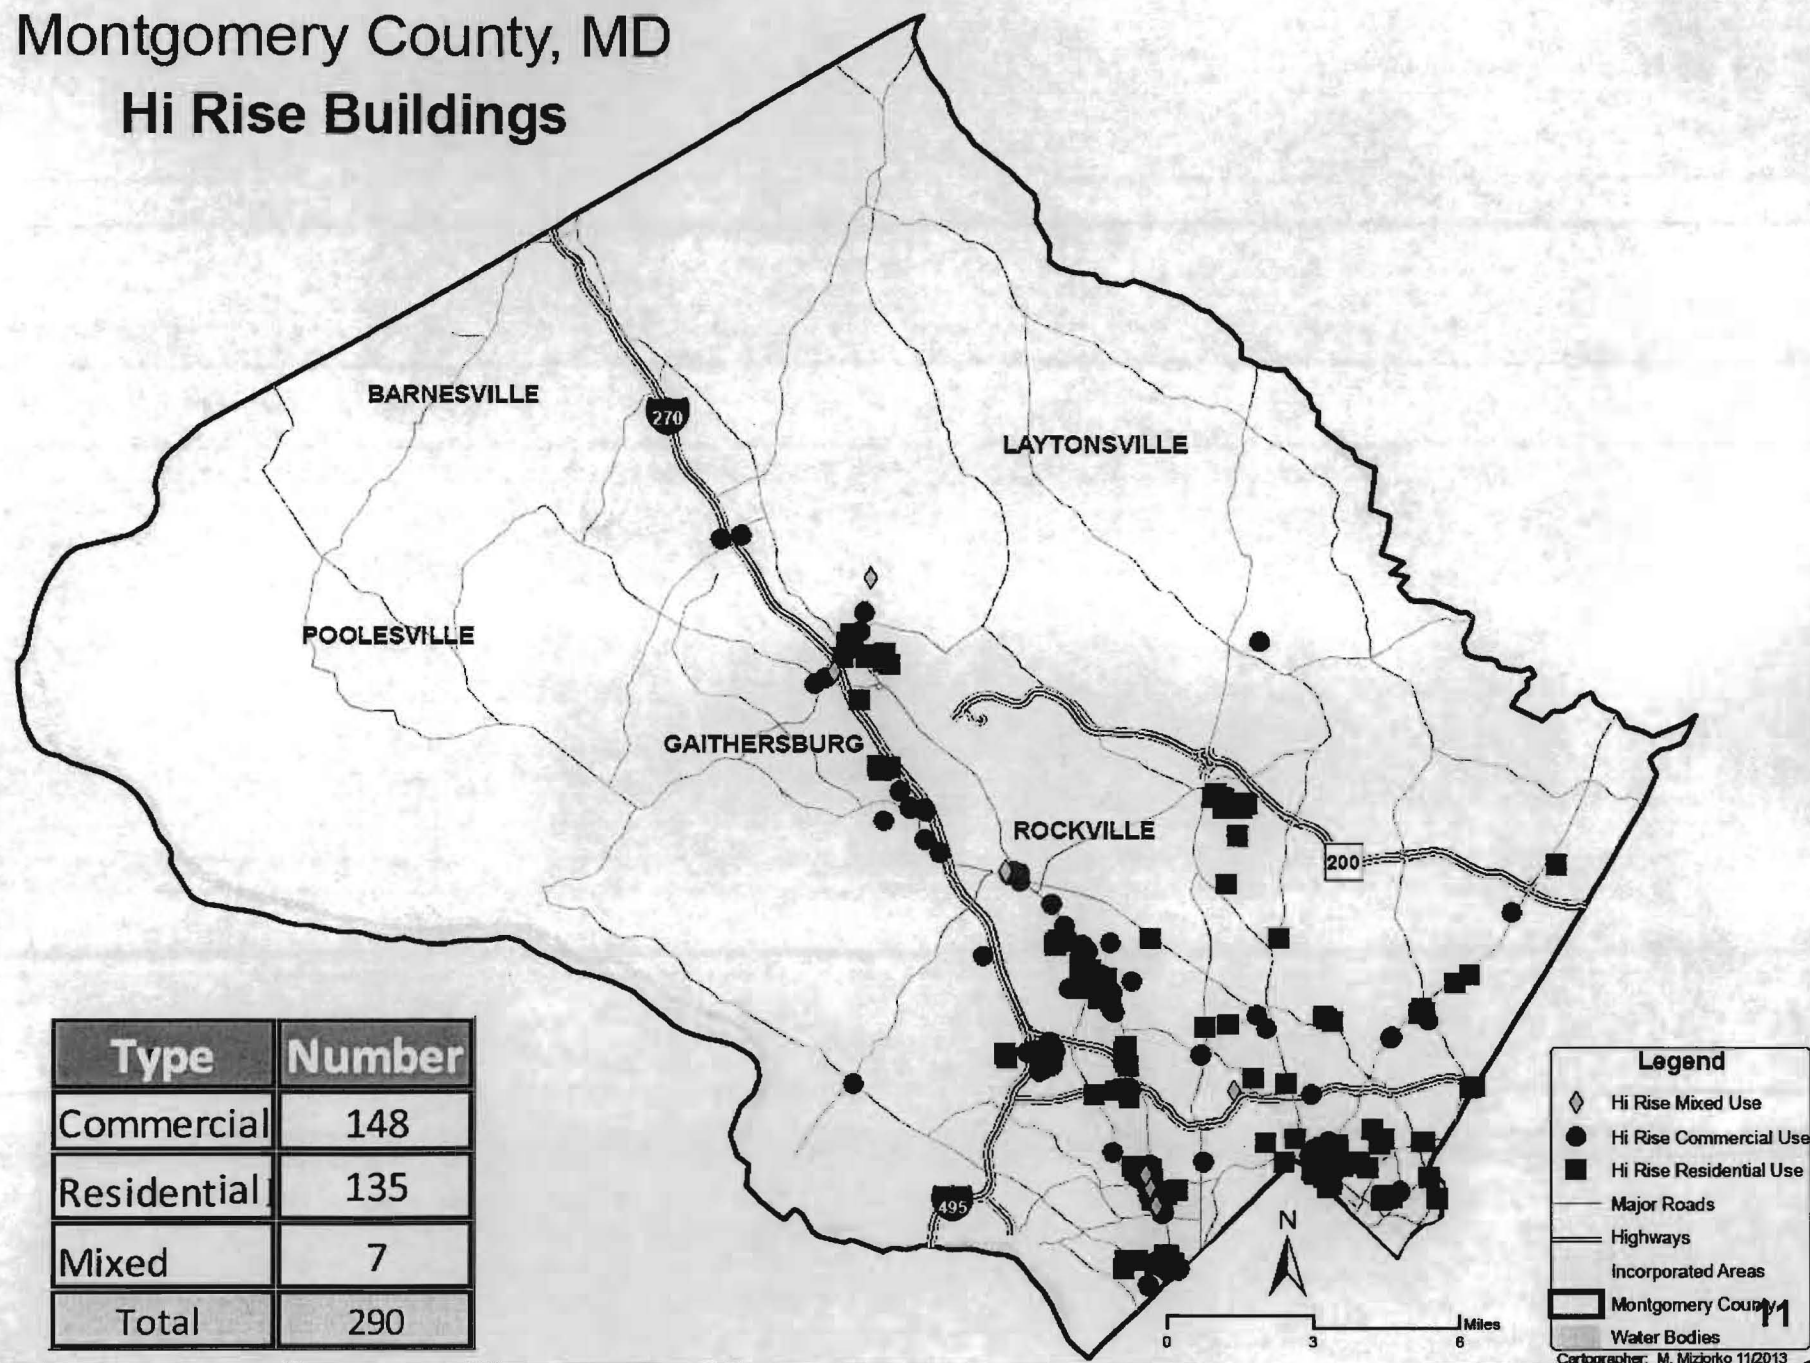 Montgomery County, MD
Hi Rise Buildings
BARNESVILLE
270
LAYTONSVILLE
POOLESVILLE
GAITHERSBURG
ROCKVILLE
200
495
N
Miles
0 3 6
Type Number
Commercial 148
Residential 135
Mixed 7
Total 290
Legend
Hi Rise Mixed Use
Hi Rise Commercial Use
Hi Rise Residential Use
Major Roads
Highways
Incorporated Areas
Montgomery County
11
Water Bodies
Cartographer: M. Miziorko 11/2013